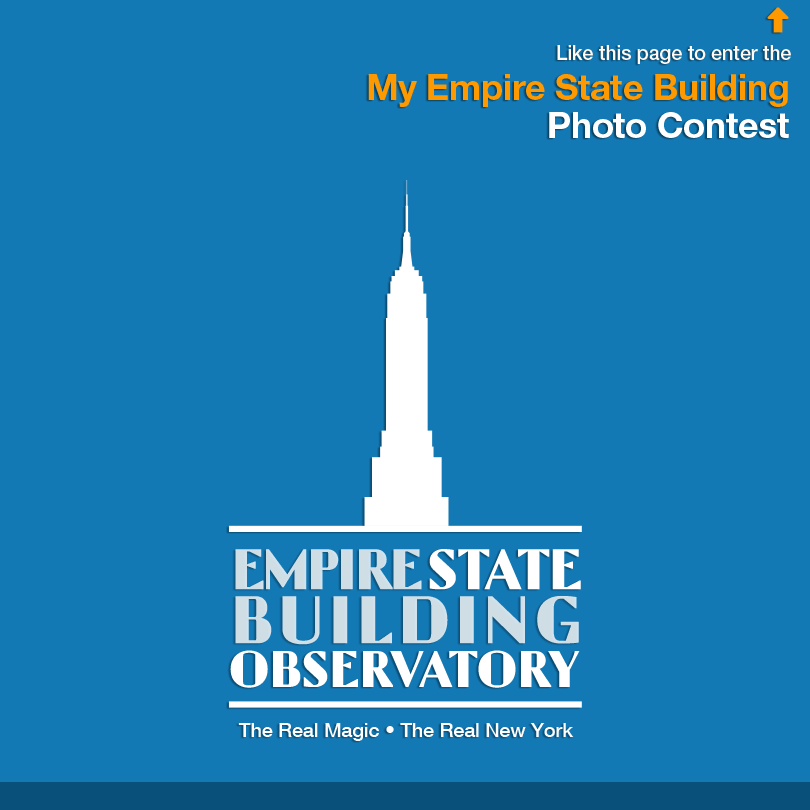 Like this page to enter the
My Empire State Building
Photo Contest
EMPIRE STATE
BUILDING
OBSERVATORY
The Real Magic • The Real New York